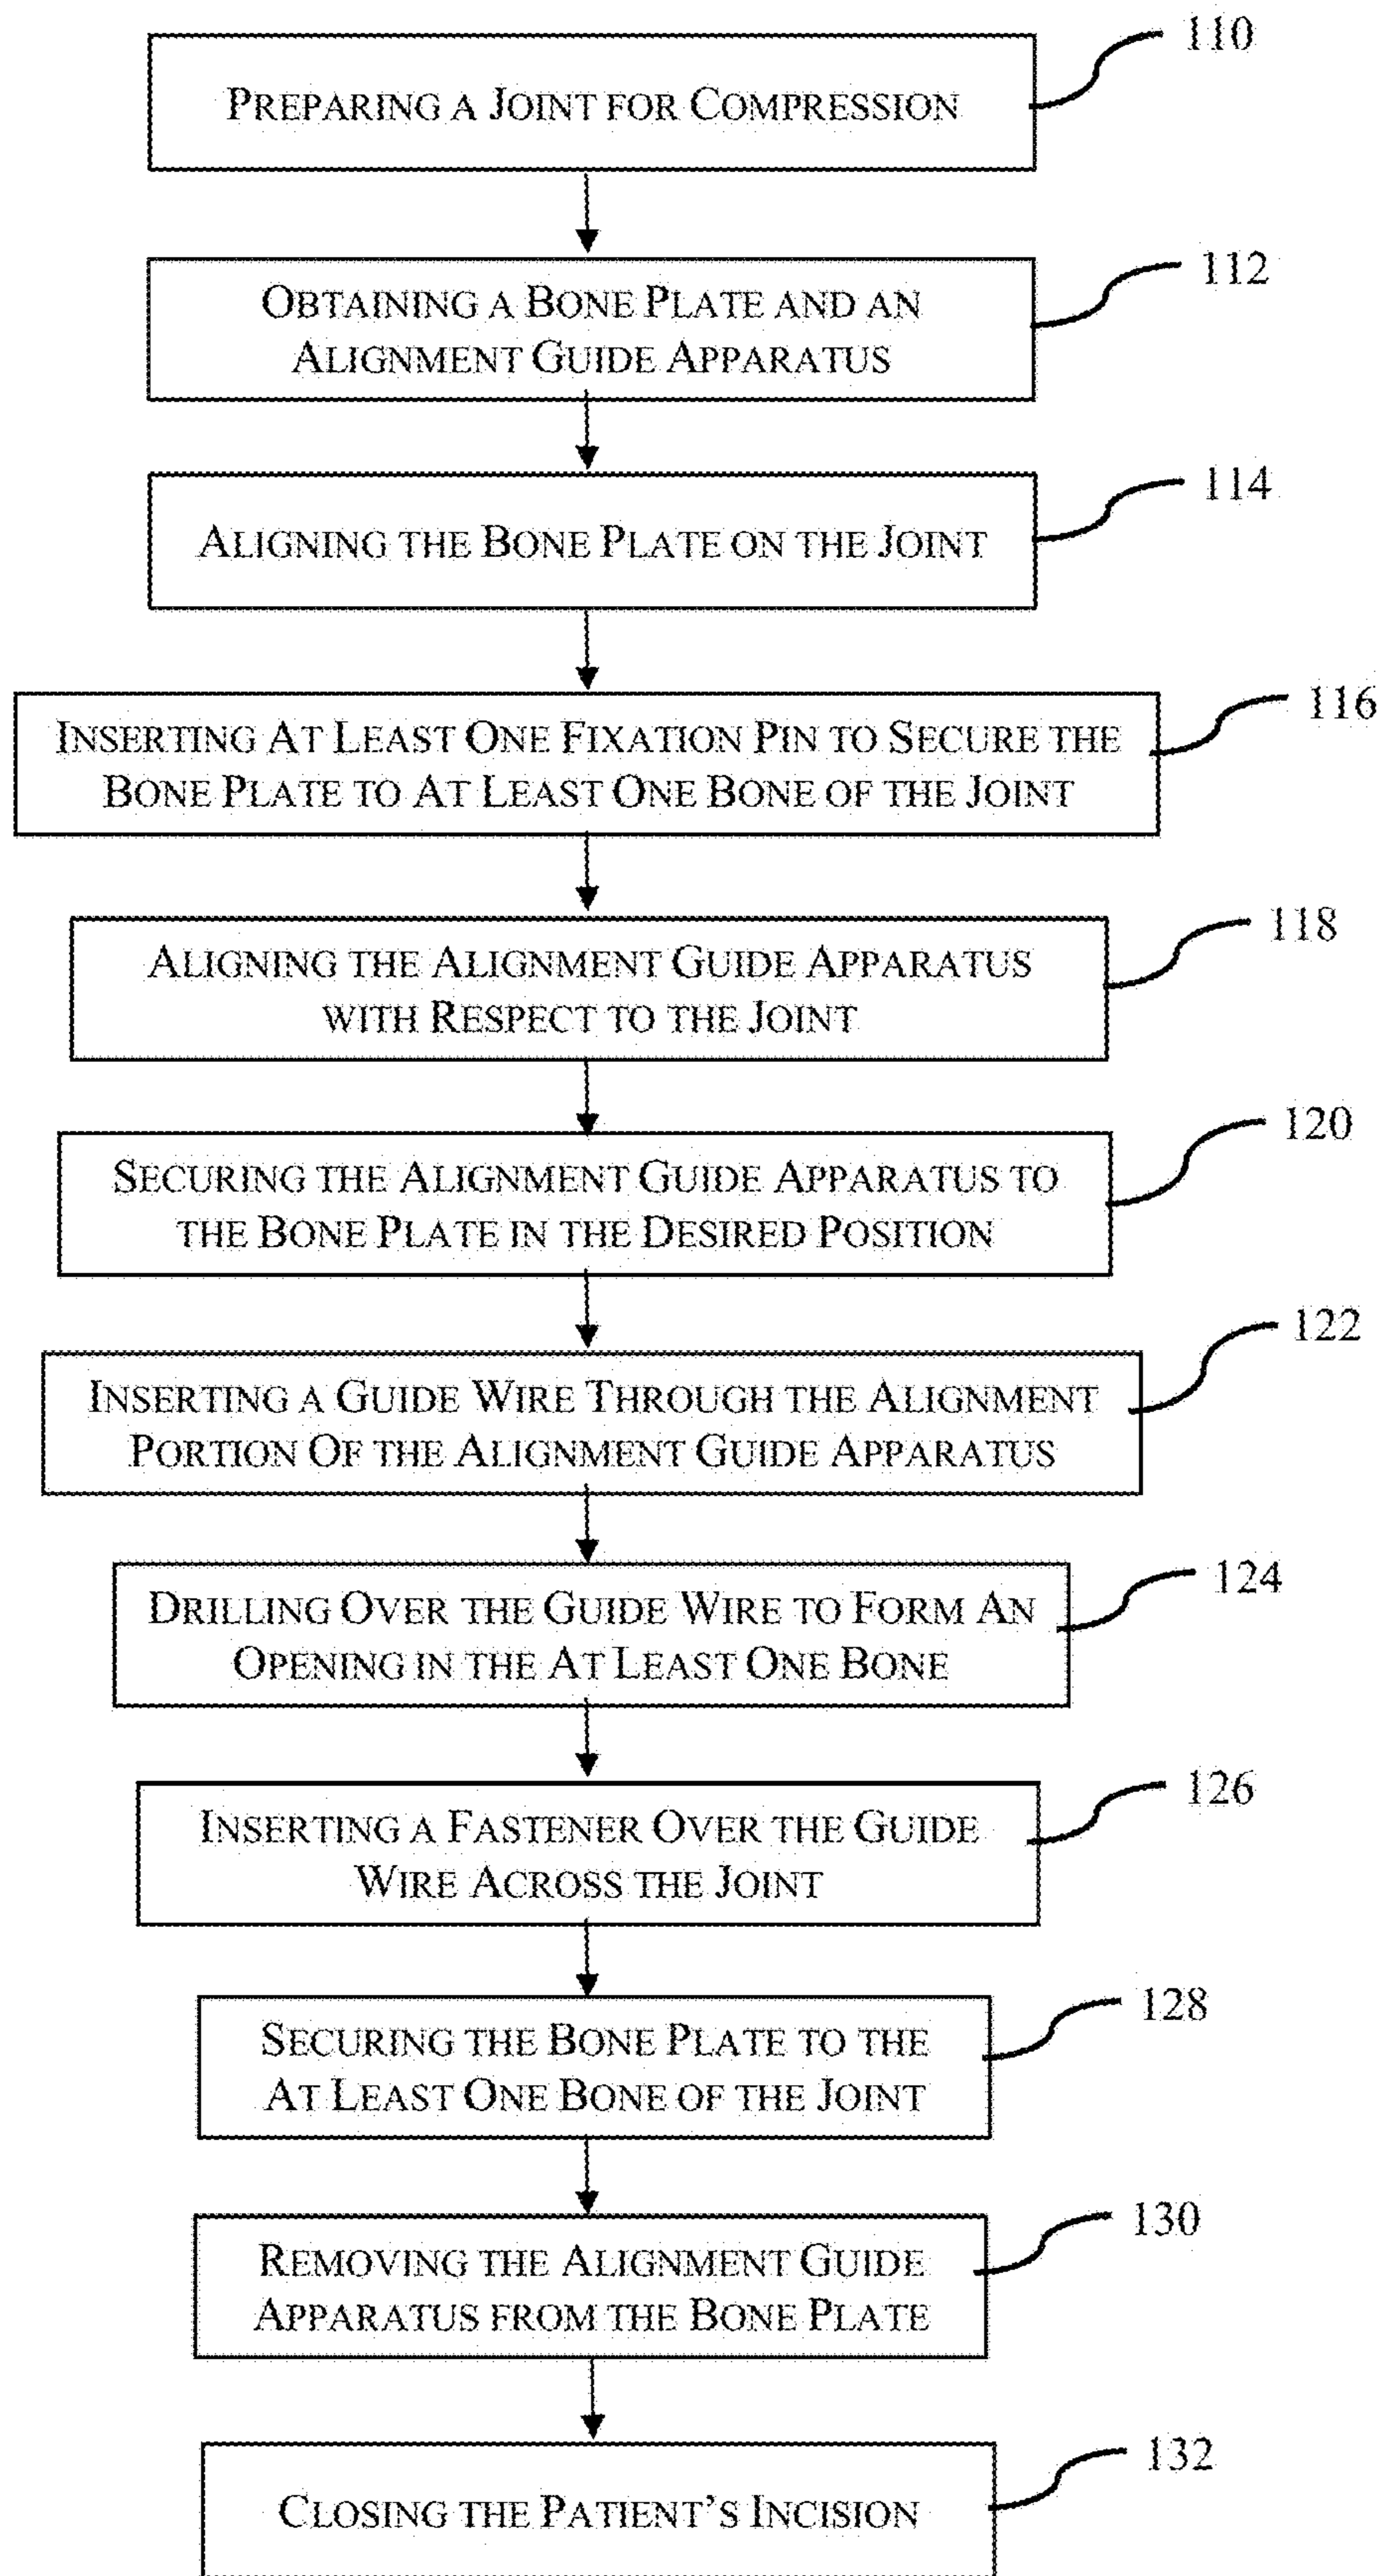 110
PREPARING A JOINT FOR COMPRESSION
112
OBTAINING A BONE PLATE AND AN
ALIGNMENT GUIDE APPARATUS
114
ALIGNING THE BONE PLATE ON THE JOINT
116
INSERTING AT LEAST ONE FIXATION PIN TO SECURE THE
BONE PLATE TO AT LEAST ONE BONE OF THE JOINT
118
ALIGNING THE ALIGNMENT GUIDE APPARATUS
WITH RESPECT TO THE JOINT
120
SECURING THE ALIGNMENT GUIDE APPARATUS TO
THE BONE PLATE IN THE DESIRED POSITION
122
INSERTING A GUIDE WIRE THROUGH THE ALIGNMENT
PORTION OF THE ALIGNMENT GUIDE APPARATUS
124
DRILLING OVER THE GUIDE WIRE TO FORM AN
OPENING IN THE AT LEAST ONE BONE
126
INSERTING A FASTENER OVER THE GUIDE
WIRE ACROSS THE JOINT
128
SECURING THE BONE PLATE TO THE
AT LEAST ONE BONE OF THE JOINT
130
REMOVING THE ALIGNMENT GUIDE
APPARATUS FROM THE BONE PLATE
132
CLOSING THE PATIENT'S INCISION